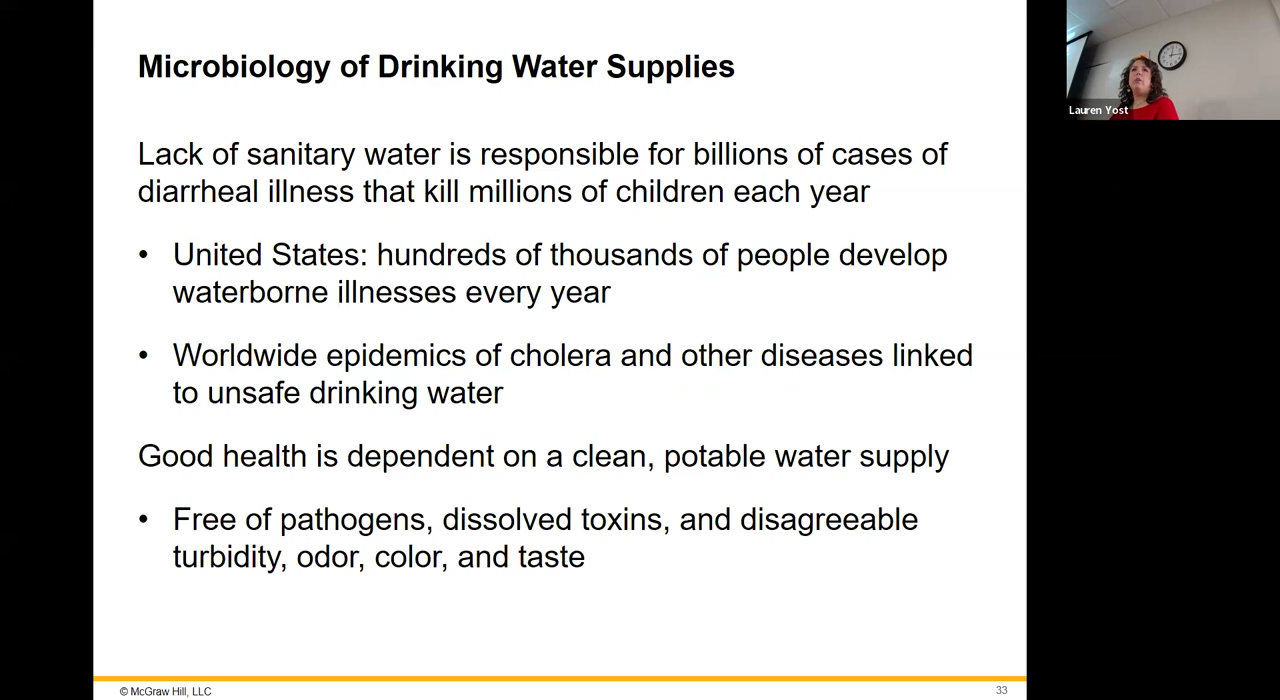 Microbiology of Drinking Water Supplies
Lack of sanitary water is responsible for billions of cases of
diarrheal illness that kill millions of children each year
• United States: hundreds of thousands of people develop
waterborne illnesses every year
• Worldwide epidemics of cholera and other diseases linked
to unsafe drinking water
Good health is dependent on a clean, potable water supply
• Free of pathogens, dissolved toxins, and disagreeable
turbidity, odor, color, and taste
© McGraw Hill, LLC
33
Lauren Yost